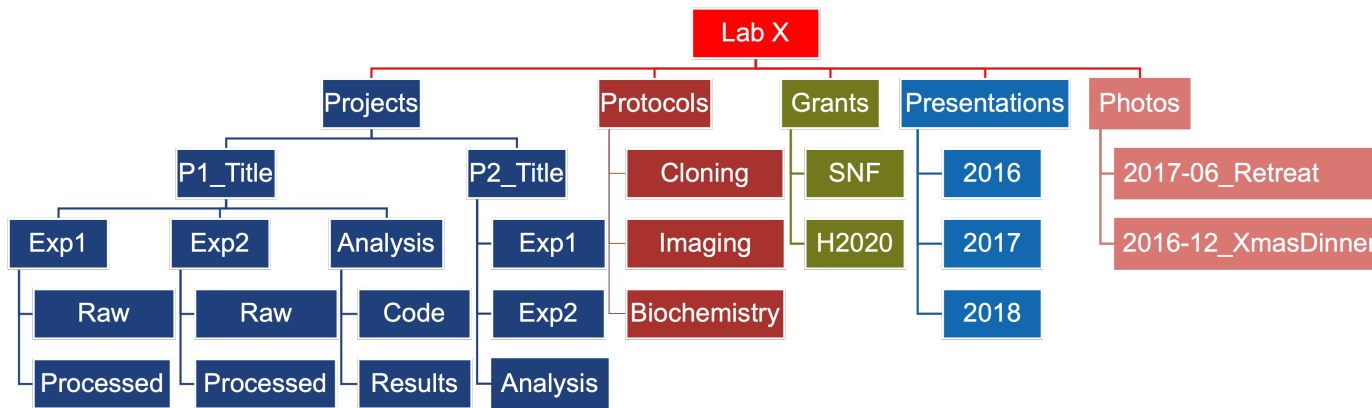 Lab X
Projects
Protocols
Grants
Presentations
Photos
P1_Title
P2_Title
Cloning
SNF
2016
2017-06_Retreat
Exp1
Exp2
Analysis
Exp1
Imaging
H2020
2017
2016-12_XmasDinner
Raw
Raw
Code
Exp2
Biochemistry
2018
Processed
Processed
Results
Analysis